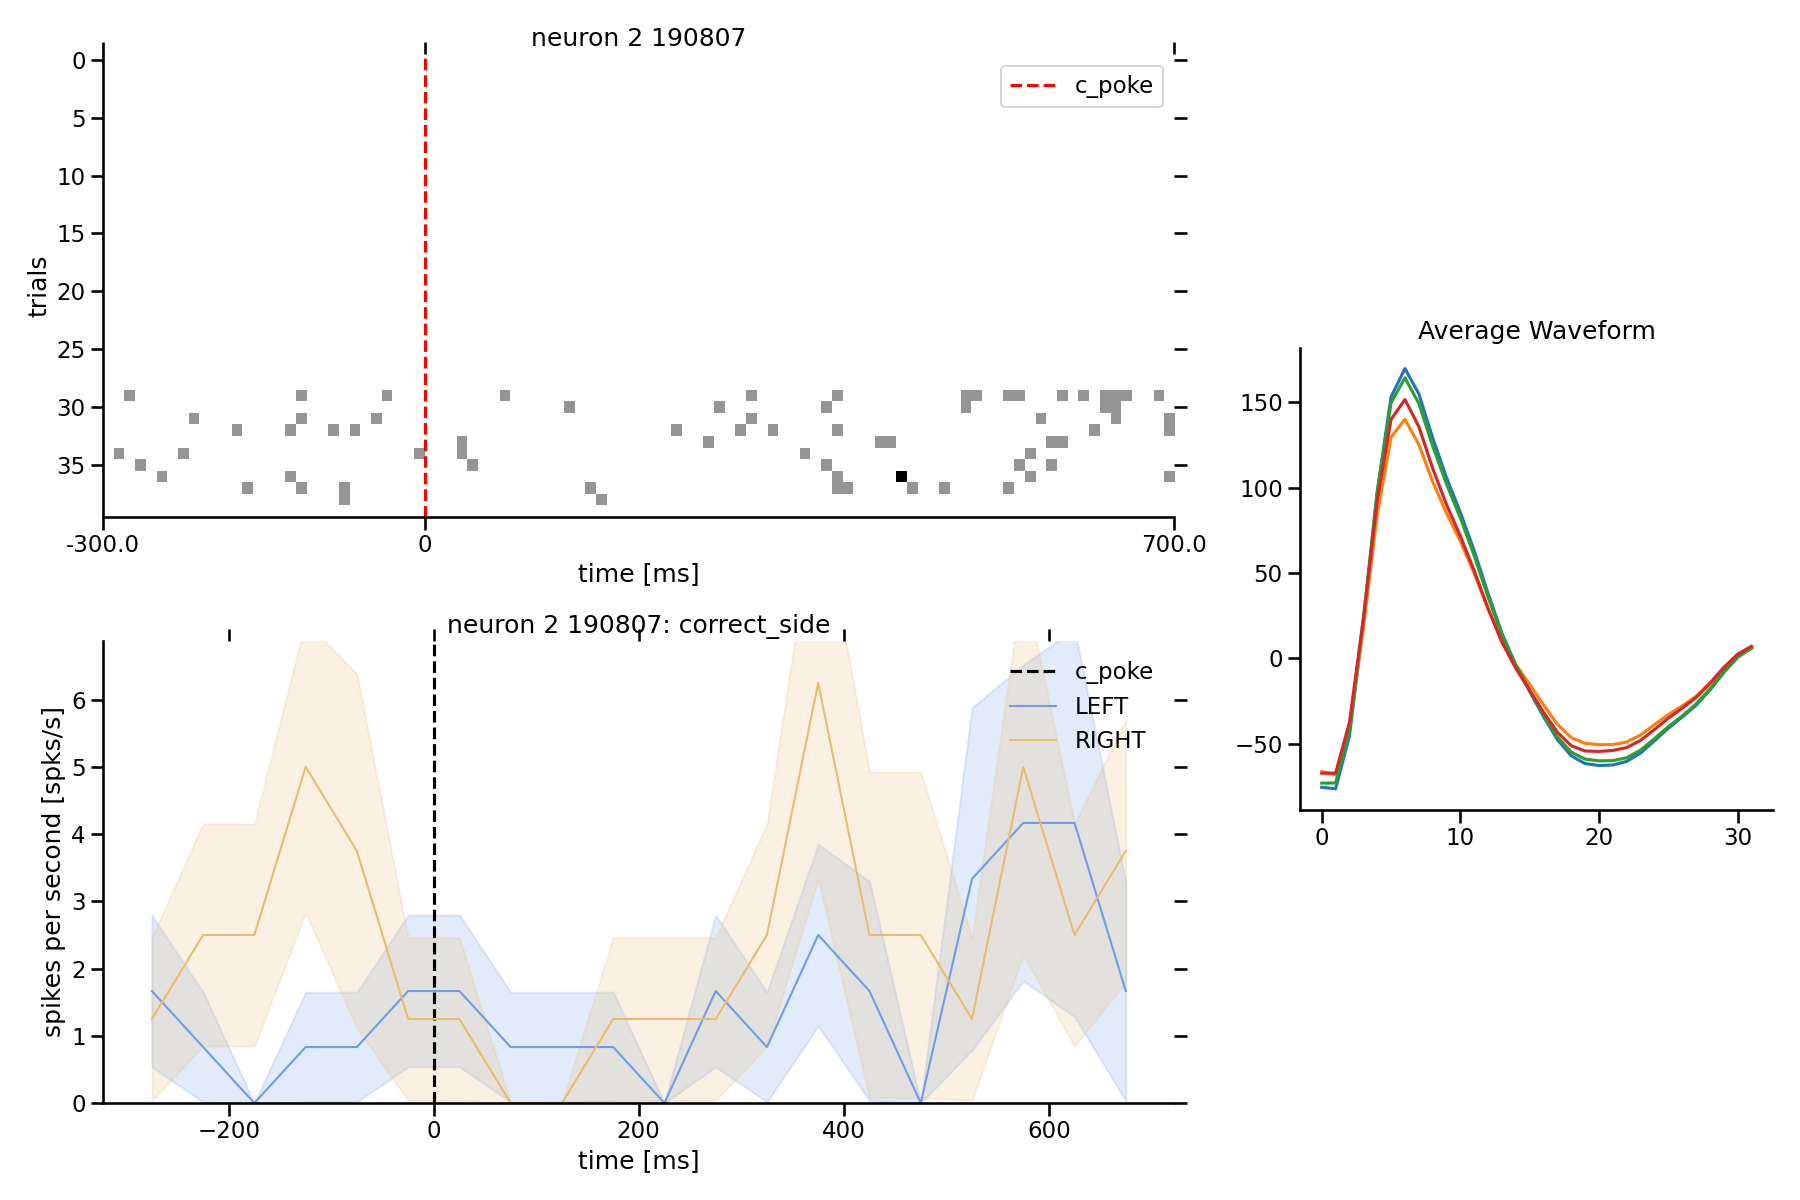 neuron 2 190807
c_poke
0
5
10
15
20
25
30
35
trials
-300.0 0 700.0
time [ms]
neuron 2 190807: correct_side
c_poke
LEFT
RIGHT
6
5
4
3
2
1
0
spikes per second [spks/s]
−200 0 200 400 600
time [ms]
Average Waveform
150
100
50
0
−50
0 10 20 30